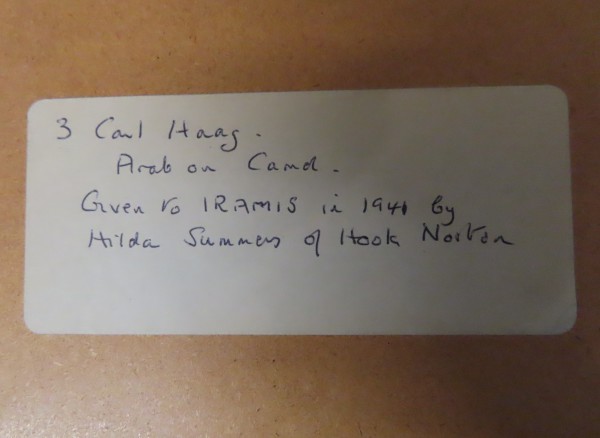 3 Carl Haag.
Arab on Camel.
Given to IRAMIS in 1941 by
Hilda Summers of Hook Norton